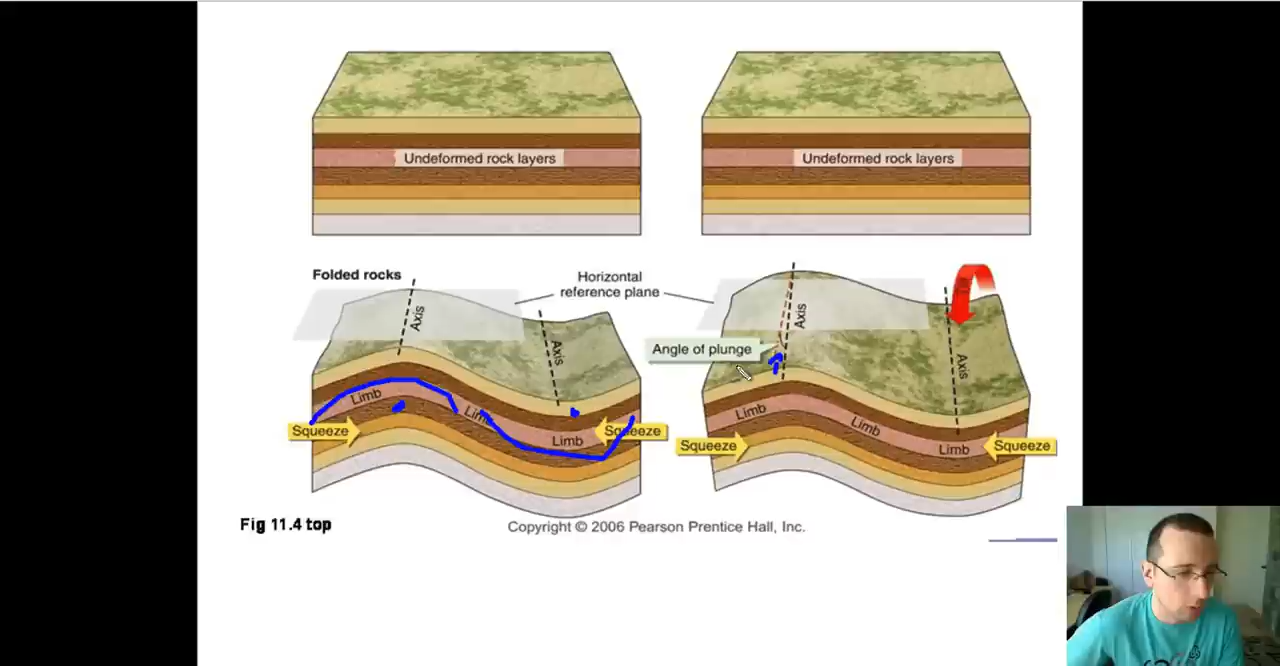 Undeformed rock layers
Undeformed rock layers
Folded rocks
Horizontal
reference plane
Axis
Axis
Limb
Limb
Limb
Squeeze
Squeeze
Angle of plunge
Axis
Axis
Limb
Limb
Limb
Squeeze
Squeeze
Fig 11.4 top
Copyright © 2006 Pearson Prentice Hall, Inc.